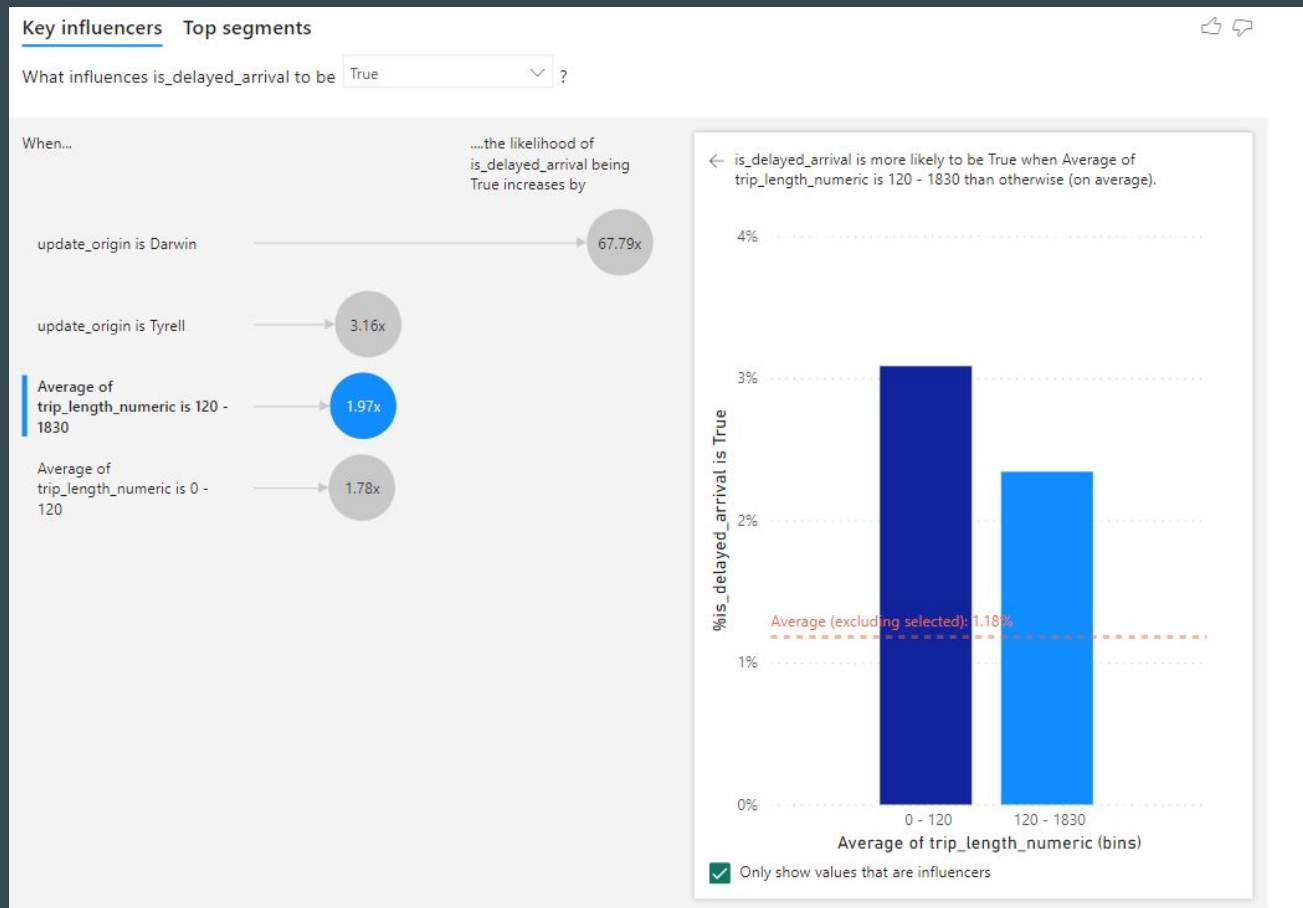 Key influencers Top segments
What influences is_delayed_arrival to be True ?
When...
....the likelihood of
is_delayed_arrival being
True increases by
update_origin is Darwin
67.79x
update_origin is Tyrell
3.16x
Average of
trip_length_numeric is 120 -
1830
1.97x
Average of
trip_length_numeric is 0 -
120
1.78x
is_delayed_arrival is more likely to be True when Average of
trip_length_numeric is 120 - 1830 than otherwise (on average).
4%
3%
2%
1%
0%
%is_delayed_arrival is True
Average (excluding selected): 1.18%
0 - 120
120 - 1830
Average of trip_length_numeric (bins)
Only show values that are influencers